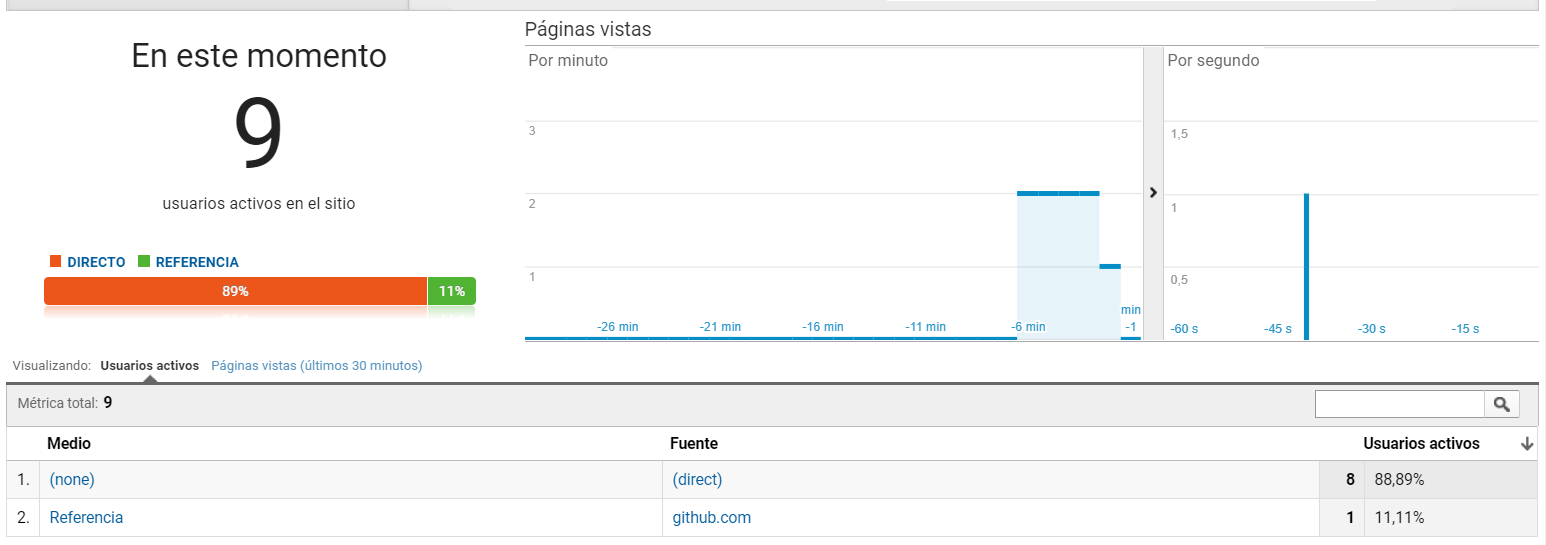 En este momento
9
usuarios activos en el sitio
DIRECTO REFERENCIA
89% 11%
Páginas vistas
Por minuto
3
2
1
-26 min -21 min -16 min -11 min -6 min min
-1
Por segundo
1,5
1
0,5
-60 s -45 s -30 s -15 s
Visualizando: Usuarios activos Páginas vistas (últimos 30 minutos)
Métrica total: 9
Medio Fuente Usuarios activos
1. (none) (direct) 8 88,89%
2. Referencia github.com 1 11,11%